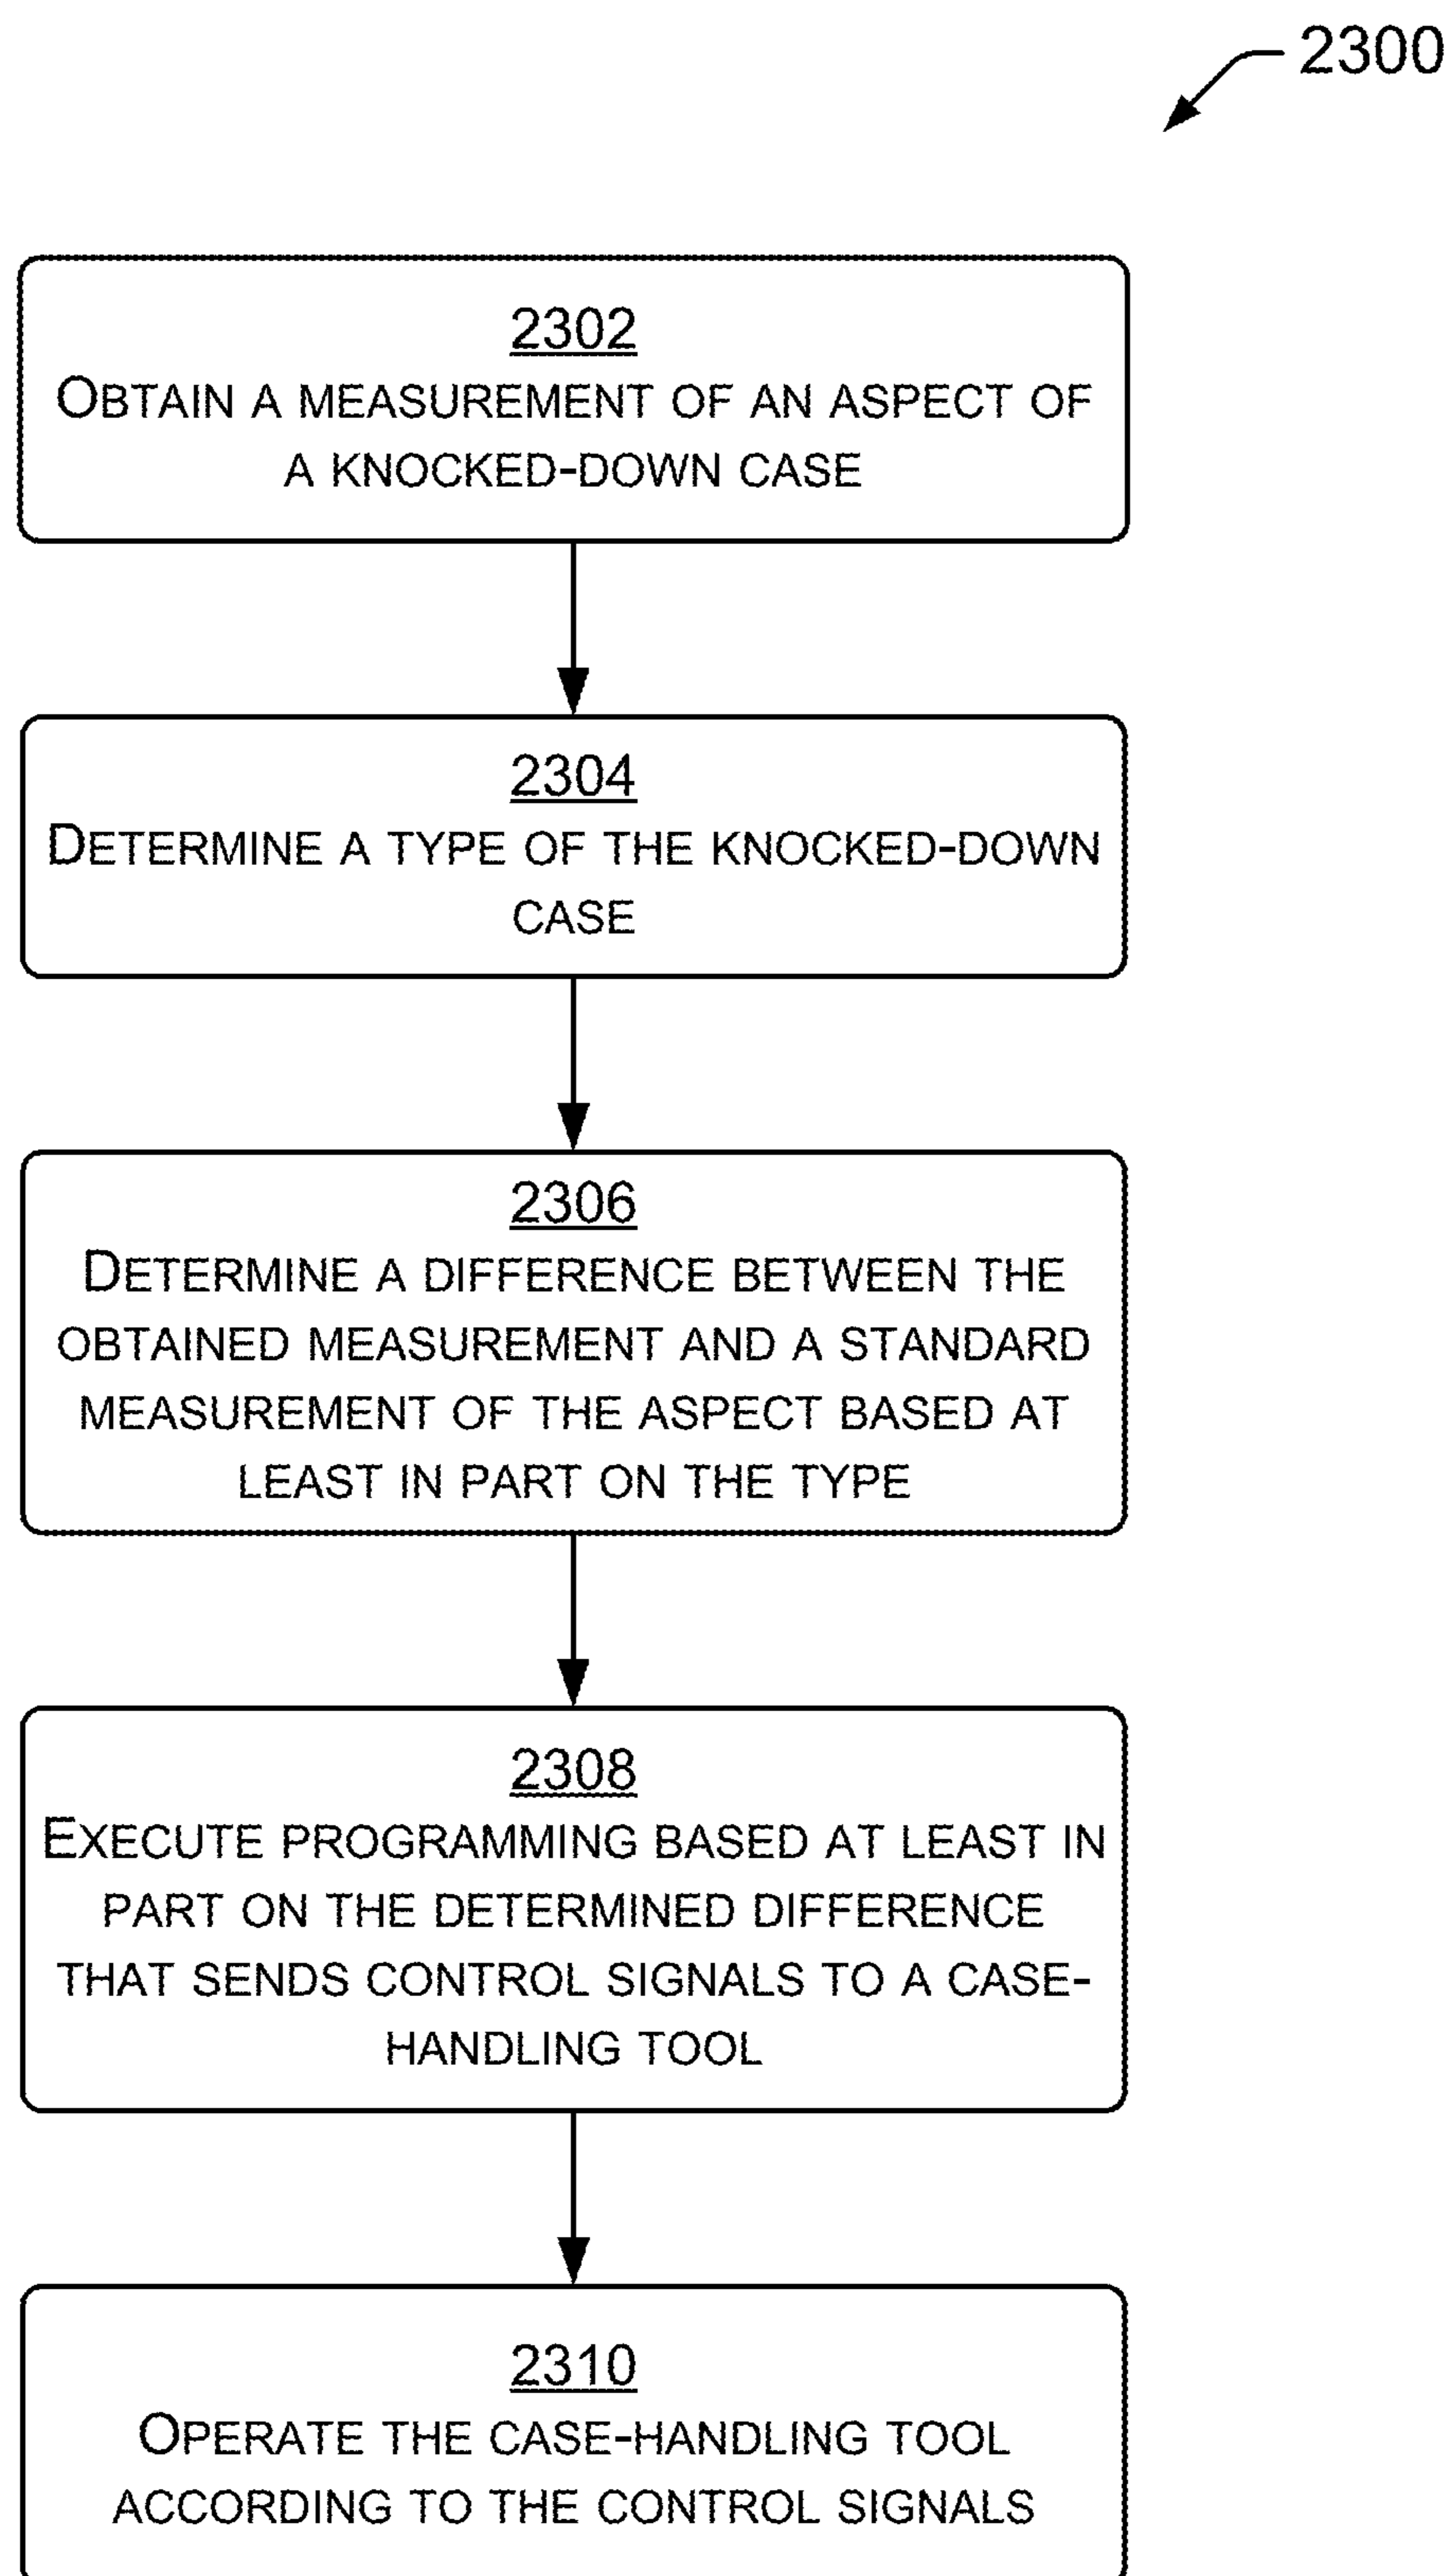 2300
2302
OBTAIN A MEASUREMENT OF AN ASPECT OF
A KNOCKED-DOWN CASE
2304
DETERMINE A TYPE OF THE KNOCKED-DOWN
CASE
2306
DETERMINE A DIFFERENCE BETWEEN THE
OBTAINED MEASUREMENT AND A STANDARD
MEASUREMENT OF THE ASPECT BASED AT
LEAST IN PART ON THE TYPE
2308
EXECUTE PROGRAMMING BASED AT LEAST IN
PART ON THE DETERMINED DIFFERENCE
THAT SENDS CONTROL SIGNALS TO A CASE-
HANDLING TOOL
2310
OPERATE THE CASE-HANDLING TOOL
ACCORDING TO THE CONTROL SIGNALS